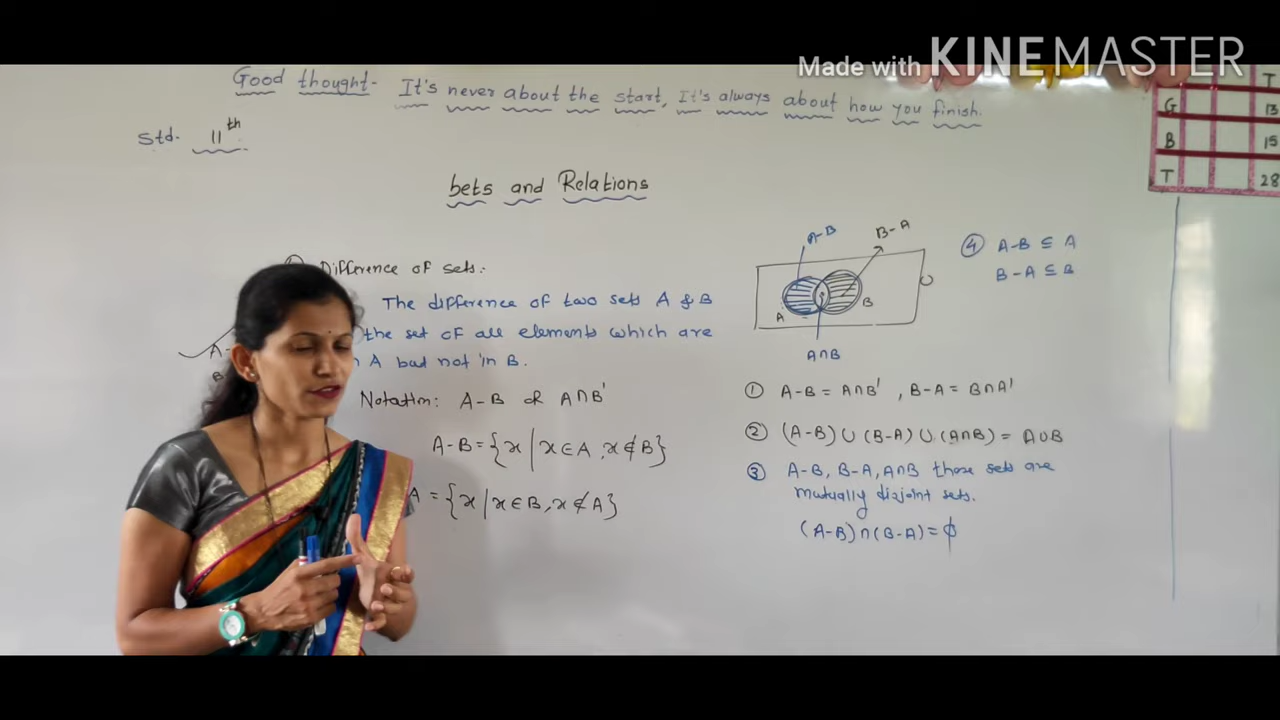 Made with KINEMASTER
Good thought- It's never about the start, It's always about how you finish.
Std. 11th
T
G 13
B 15
T 28
Sets and Relations
Difference of sets:
The difference of two sets A & B
the set of all elements which are
A but not in B.
Notation: A-B or A∩B'
A-B = {x | x∈A, x∉B}
A = {x | x∈B, x∉A}
A-B
B-A
A
B
U
A∩B
④ A-B ⊆ A
B-A ⊆ B
① A-B = A∩B' , B-A = B∩A'
② (A-B) ∪ (B-A) ∪ (A∩B) = A∪B
③ A-B, B-A, A∩B these sets are
mutually disjoint sets.
(A-B)∩(B-A) = ϕ